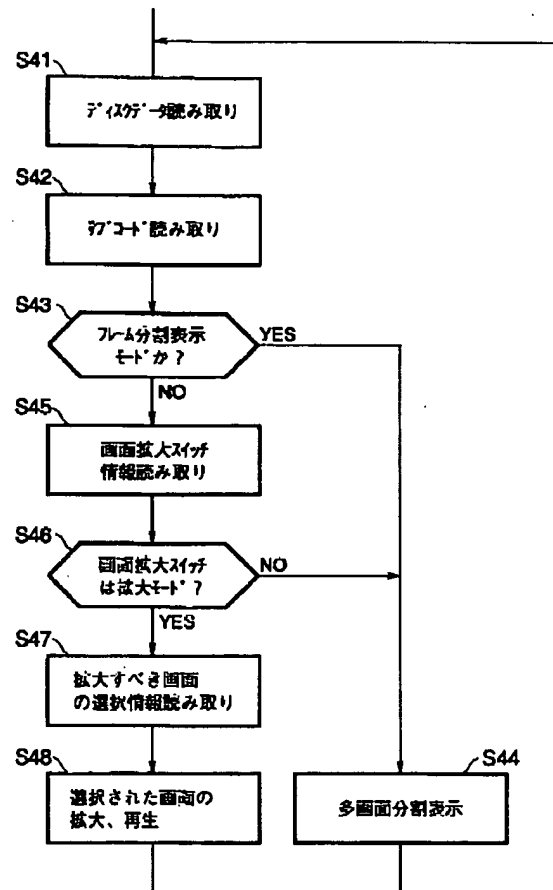 S41
ディスクデータ読み取り
S42
サブコード読み取り
S43
フレーム分割表示
モードか?
YES
NO
S45
画面拡大スイッチ
情報読み取り
S46
画面拡大スイッチ
は拡大モード?
NO
YES
S47
拡大すべき画面
の選択情報読み取り
S48
選択された画面の
拡大、再生
S44
多画面分割表示